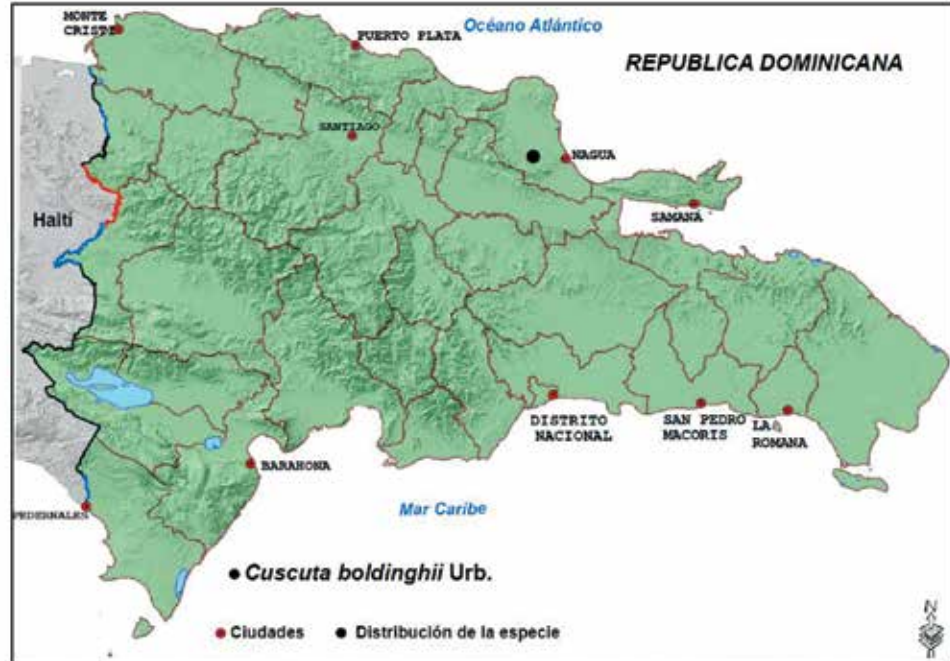 MONTE
CRISTI
PUERTO PLATA
Océano Atlántico
REPUBLICA DOMINICANA
SANTIAGO
NAGUA
SAMANÁ
Haití
DISTRITO
NACIONAL
SAN PEDRO
MACORIS
LA
ROMANA
BARAHONA
PEDERNALES
Mar Caribe
Cuscuta boldinghii Urb.
Ciudades
Distribución de la especie
N